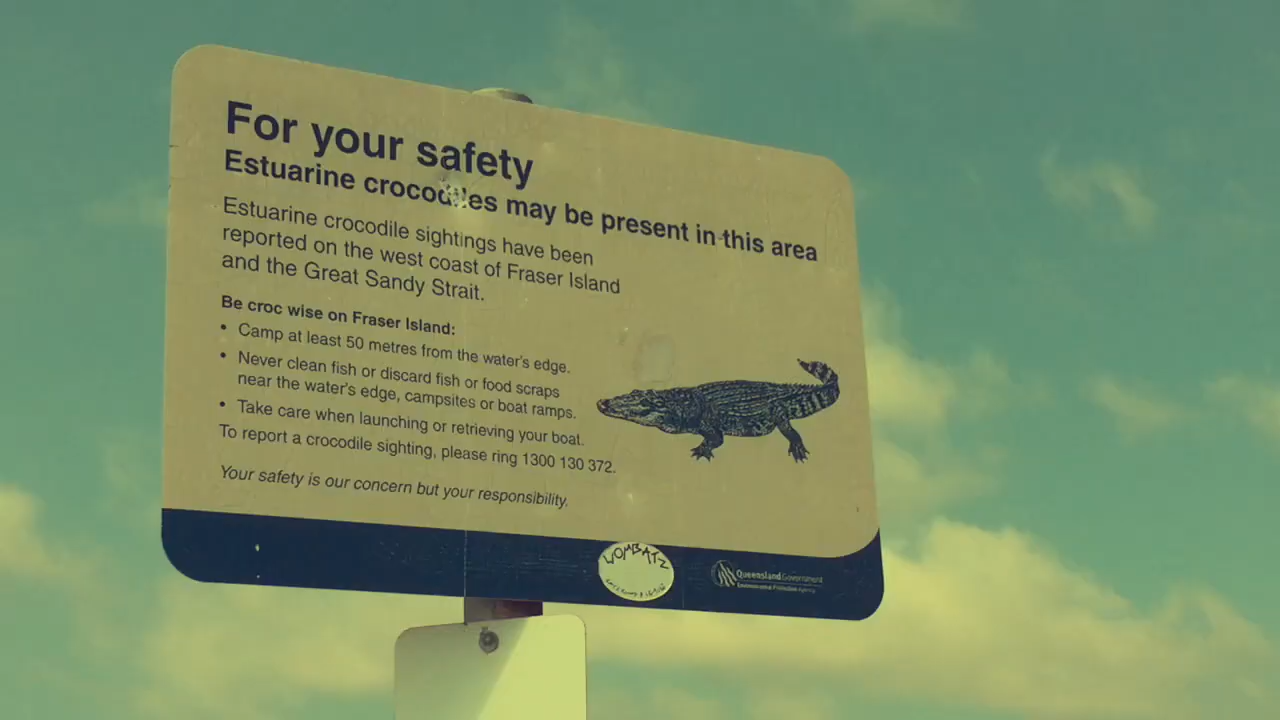 For your safety
Estuarine crocodiles may be present in this area
Estuarine crocodile sightings have been
reported on the west coast of Fraser Island
and the Great Sandy Strait.
Be croc wise on Fraser Island:
• Camp at least 50 metres from the water's edge.
• Never clean fish or discard fish or food scraps
near the water's edge, campsites or boat ramps.
• Take care when launching or retrieving your boat.
To report a crocodile sighting, please ring 1300 130 372.
Your safety is our concern but your responsibility.
WOMBATZ
Queensland Government
Environmental Protection Agency